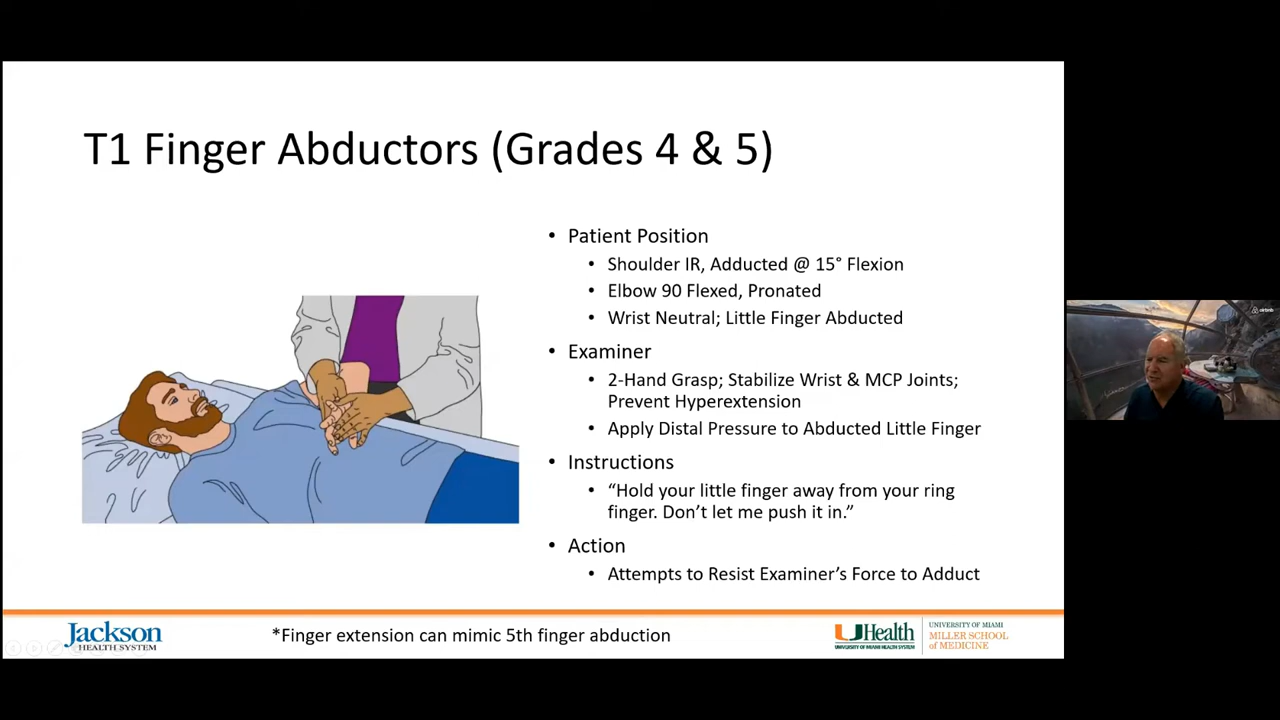 T1 Finger Abductors (Grades 4 & 5)
• Patient Position
• Shoulder IR, Adducted @ 15° Flexion
• Elbow 90 Flexed, Pronated
• Wrist Neutral; Little Finger Abducted
• Examiner
• 2-Hand Grasp; Stabilize Wrist & MCP Joints;
Prevent Hyperextension
• Apply Distal Pressure to Abducted Little Finger
• Instructions
• “Hold your little finger away from your ring
finger. Don’t let me push it in.”
• Action
• Attempts to Resist Examiner’s Force to Adduct
airbnb
Jackson
HEALTH SYSTEM
*Finger extension can mimic 5th finger abduction
UHealth
UNIVERSITY OF MIAMI HEALTH SYSTEM
UNIVERSITY OF MIAMI
MILLER SCHOOL
of MEDICINE